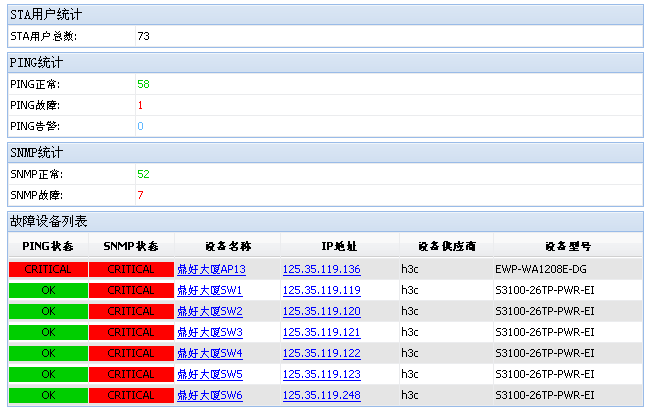 STA用户统计
STA用户总数: 73
PING统计
PING正常: 58
PING故障: 1
PING告警: 0
SNMP统计
SNMP正常: 52
SNMP故障: 7
故障设备列表
PING状态 SNMP状态 设备名称 IP地址 设备供应商 设备型号
CRITICAL CRITICAL 鼎好大厦AP13 125.35.119.136 h3c EWP-WA1208E-DG
OK CRITICAL 鼎好大厦SW1 125.35.119.119 h3c S3100-26TP-PWR-EI
OK CRITICAL 鼎好大厦SW2 125.35.119.120 h3c S3100-26TP-PWR-EI
OK CRITICAL 鼎好大厦SW3 125.35.119.121 h3c S3100-26TP-PWR-EI
OK CRITICAL 鼎好大厦SW4 125.35.119.122 h3c S3100-26TP-PWR-EI
OK CRITICAL 鼎好大厦SW5 125.35.119.123 h3c S3100-26TP-PWR-EI
OK CRITICAL 鼎好大厦SW6 125.35.119.248 h3c S3100-26TP-PWR-EI